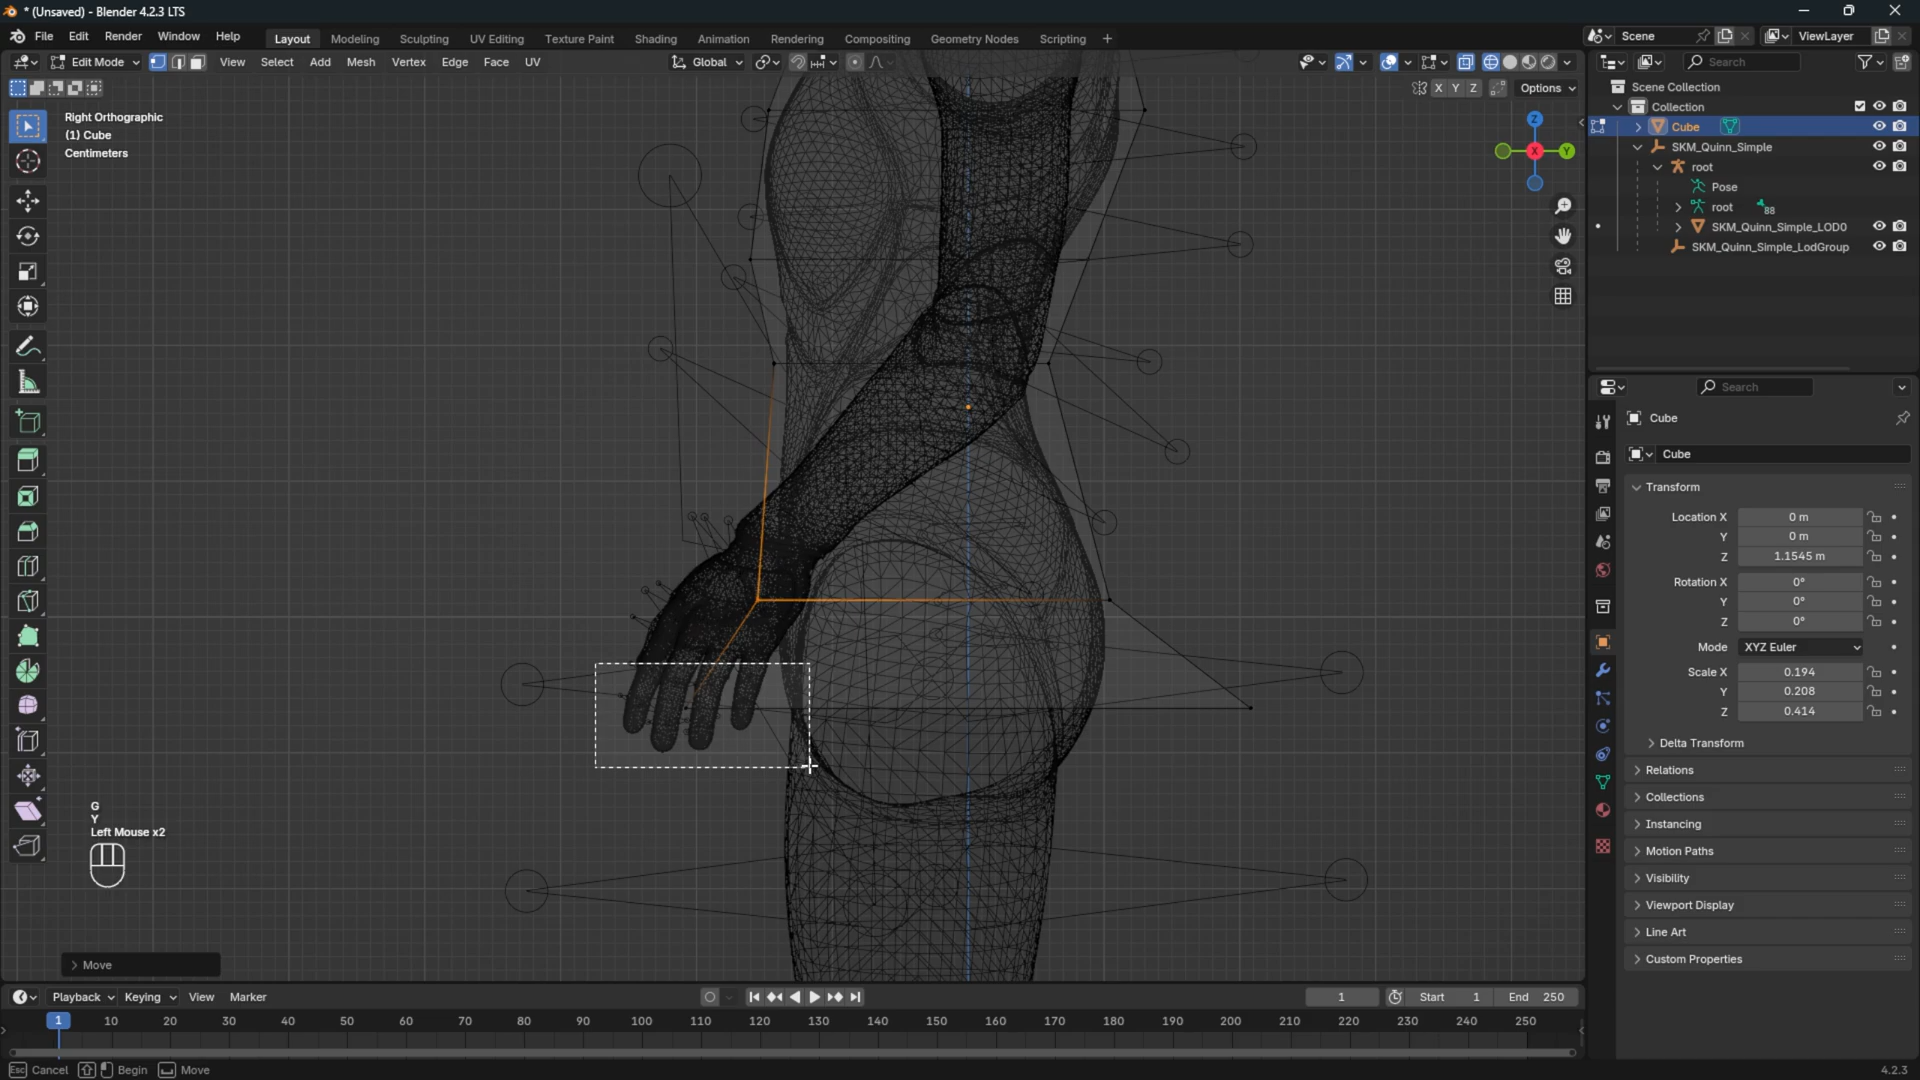 * (Unsaved) - Blender 4.2.3 LTS
File Edit Render Window Help
Layout Modeling Sculpting UV Editing Texture Paint Shading Animation Rendering Compositing Geometry Nodes Scripting +
Scene
ViewLayer
Edit Mode View Select Add Mesh Vertex Edge Face UV
Global
Search
X Y Z Options
Right Orthographic
(1) Cube
Centimeters
Z
X
Y
Scene Collection
Collection
Cube
SKM_Quinn_Simple
root
Pose
root 88
SKM_Quinn_Simple_LOD0
SKM_Quinn_Simple_LodGroup
Search
Cube
Cube
Transform
Location X 0 m
Y 0 m
Z 1.1545 m
Rotation X 0°
Y 0°
Z 0°
Mode XYZ Euler
Scale X 0.194
Y 0.208
Z 0.414
Delta Transform
Relations
Collections
Instancing
Motion Paths
Visibility
Viewport Display
Line Art
Custom Properties
G
Y
Left Mouse x2
Move
Playback Keying View Marker
1 Start 1 End 250
1 10 20 30 40 50 60 70 80 90 100 110 120 130 140 150 160 170 180 190 200 210 220 230 240 250
Esc Cancel Begin Move
4.2.3